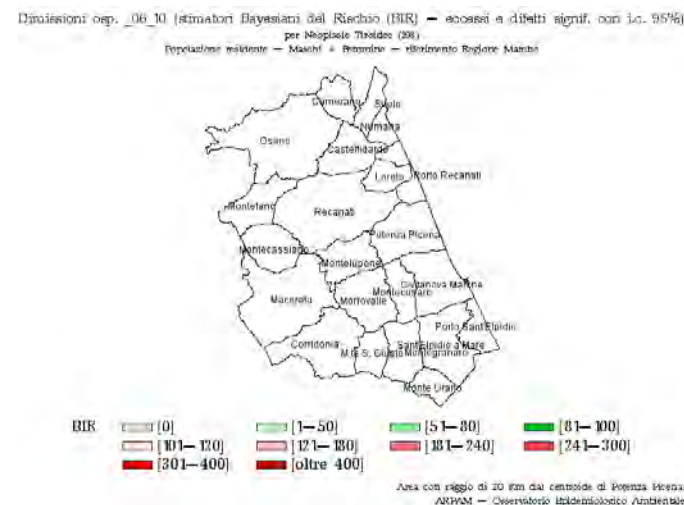 Dimissioni osp. _06_10 (stimatori Bayesiani del Rischio (BIR) — eccessi e difetti signif. con i.c. 95%)
per Neoplasie Tiroidee (298)
Popolazione residente — Maschi + Femmine — riferimento Regione Marche
Camerano
Sirolo
Numana
Osimo
Castelfidardo
Loreto
Porto Recanati
Montefano
Recanati
Potenza Picena
Montecassiano
Montelupone
Civitanova Marche
Montecosaro
Macerata
Morrovalle
Porto Sant'Elpidio
Corridonia
Sant'Elpidio a Mare
M.te S. Giusto
Montegranaro
Monte Urano
BIR
[0]
[1—50]
[51—80]
[81—100]
[101—120]
[121—180]
[181—240]
[241—300]
[301—400]
[oltre 400]
Area con raggio di 20 Km dal centroide di Potenza Picena
ARPAM — Osservatorio Epidemiologico Ambientale